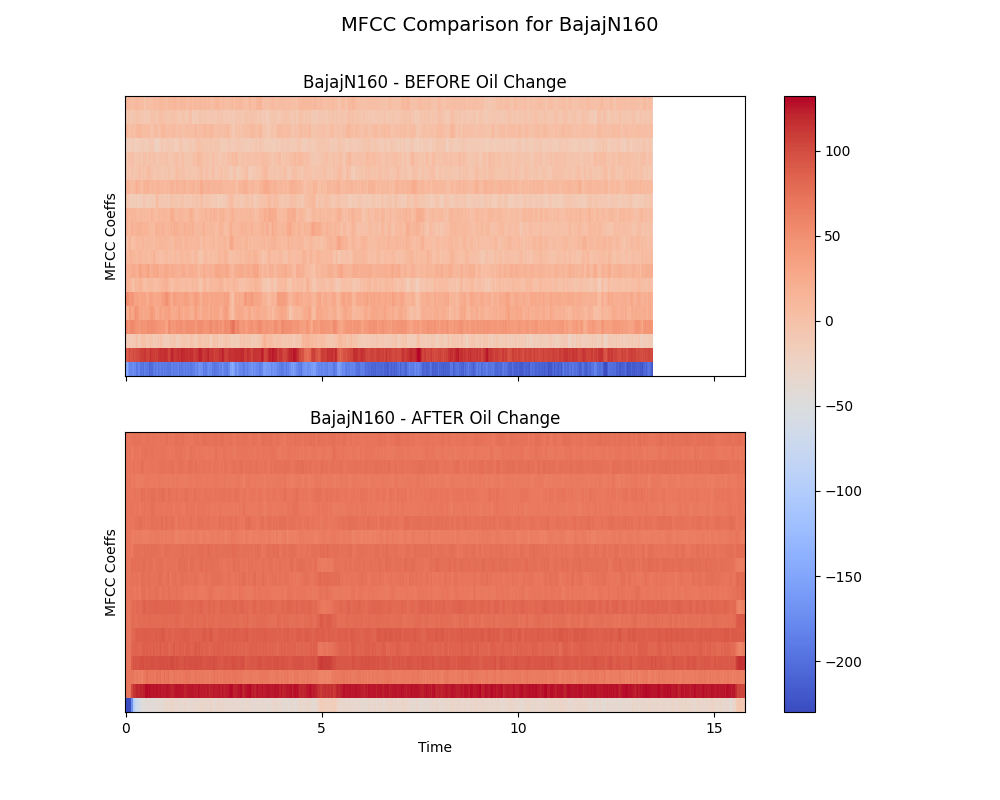 MFCC Comparison for BajajN160
BajajN160 - BEFORE Oil Change
MFCC Coeffs
100
50
0
−50
−100
−150
−200
BajajN160 - AFTER Oil Change
MFCC Coeffs
0 5 10 15
Time